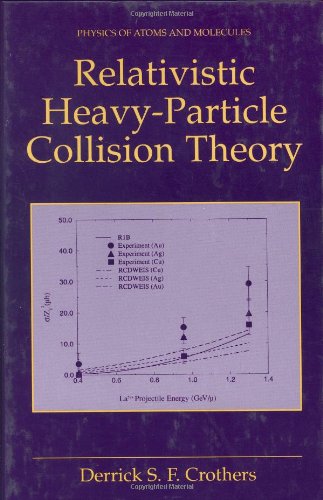 PHYSICS OF ATOMS AND MOLECULES
Relativistic
Heavy-Particle
Collision Theory
50.0
40.0
30.0
20.0
10.0
0.0
R1B
Experiment (Au)
Experiment (Ag)
Experiment (Cu)
RCDWEIS (Cu)
RCDWEIS (Ag)
RCDWEIS (Au)
0.4
0.6
0.8
1.0
1.2
1.4
Projectile Energy (GeV/μ)
Derrick S. F. Crothers